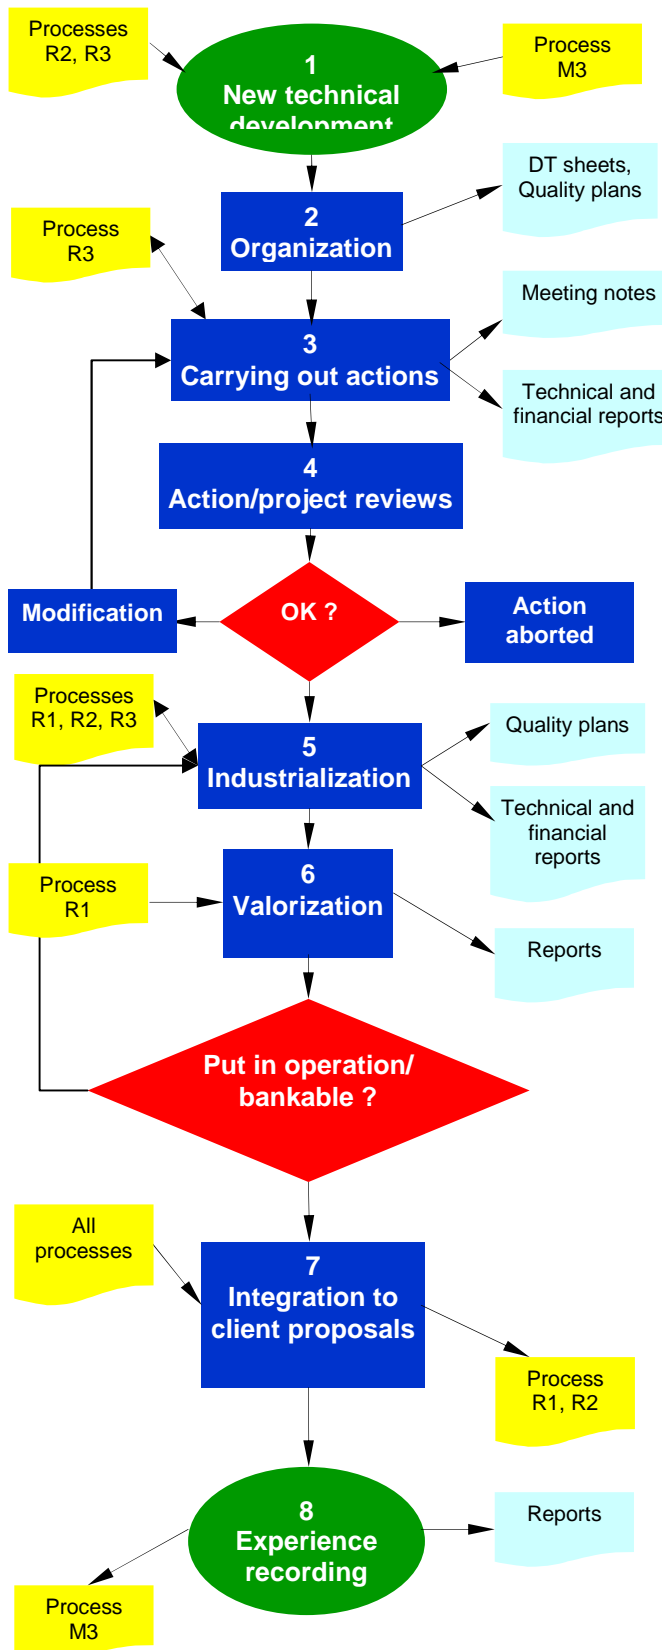 Processes
R2, R3
1
New technical
development
Process
M3
DT sheets,
Quality plans
2
Organization
Process
R3
Meeting notes
3
Carrying out actions
Technical and
financial reports
4
Action/project reviews
Modification
OK ?
Action
aborted
Processes
R1, R2, R3
5
Industrialization
Quality plans
Technical and
financial
reports
Process
R1
6
Valorization
Reports
Put in operation/
bankable ?
All
processes
7
Integration to
client proposals
Process
R1, R2
8
Experience
recording
Reports
Process
M3